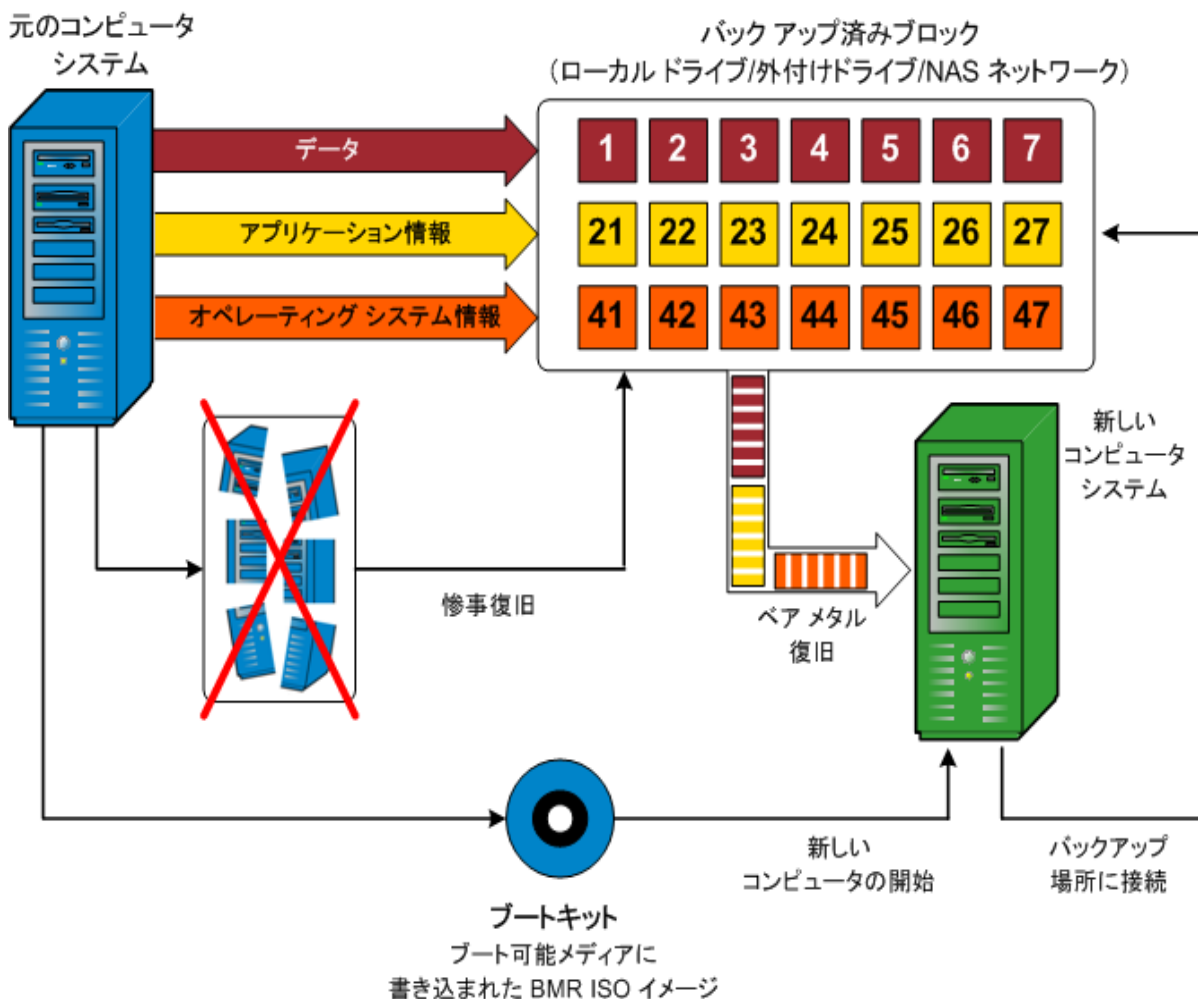 元のコンピュータ
システム
バック アップ済みブロック
(ローカル ドライブ/外付けドライブ/NAS ネットワーク)
データ
1 2 3 4 5 6 7
アプリケーション情報
21 22 23 24 25 26 27
オペレーティング システム情報
41 42 43 44 45 46 47
新しい
コンピュータ
システム
惨事復旧
ベア メタル
復旧
新しい
コンピュータの開始
バックアップ
場所に接続
ブートキット
ブート可能メディアに
書き込まれた BMR ISO イメージ